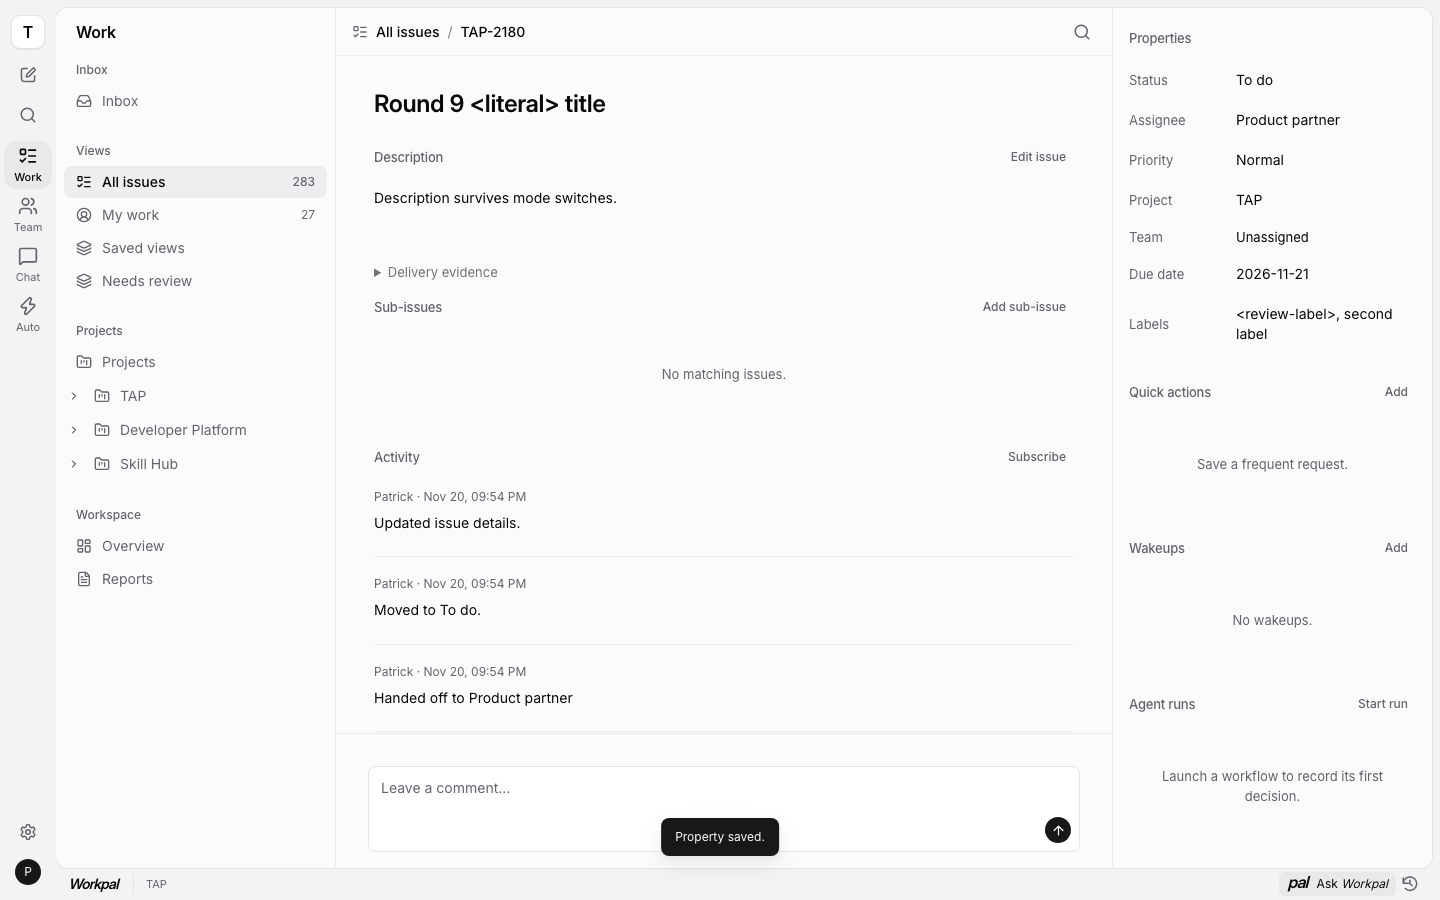 T
Work
Team
Chat
Auto
P
Work
Inbox
Inbox
Views
All issues 283
My work 27
Saved views
Needs review
Projects
Projects
TAP
Developer Platform
Skill Hub
Workspace
Overview
Reports
All issues / TAP-2180
Round 9 <literal> title
Description Edit issue
Description survives mode switches.
Delivery evidence
Sub-issues Add sub-issue
No matching issues.
Activity Subscribe
Patrick · Nov 20, 09:54 PM
Updated issue details.
Patrick · Nov 20, 09:54 PM
Moved to To do.
Patrick · Nov 20, 09:54 PM
Handed off to Product partner
Leave a comment...
Property saved.
Properties
Status To do
Assignee Product partner
Priority Normal
Project TAP
Team Unassigned
Due date 2026-11-21
Labels <review-label>, second
label
Quick actions Add
Save a frequent request.
Wakeups Add
No wakeups.
Agent runs Start run
Launch a workflow to record its first
decision.
Workpal TAP
pal Ask Workpal